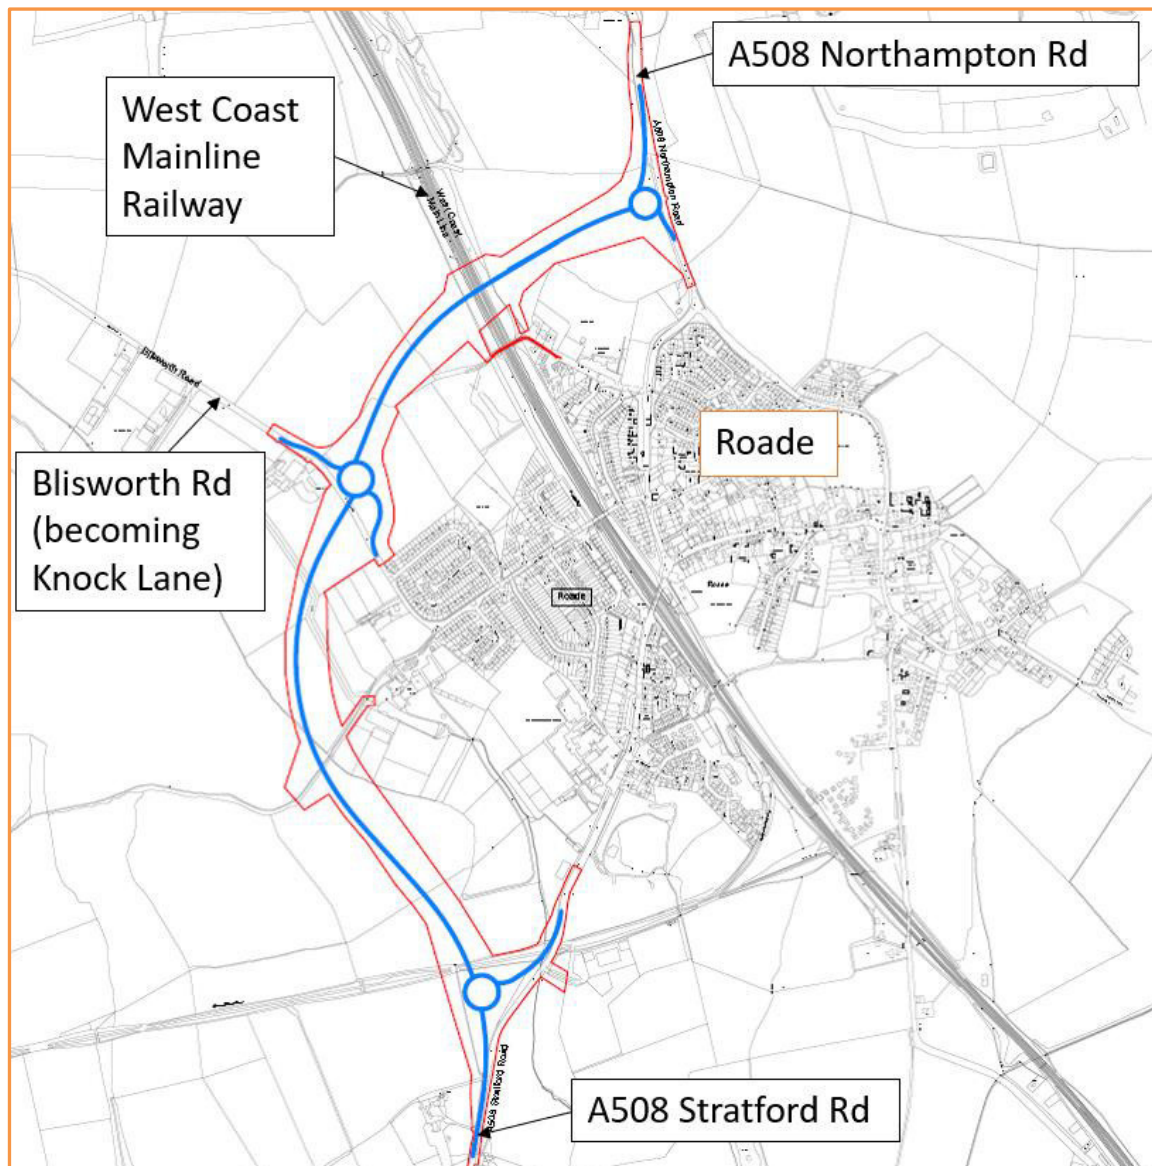 A508 Northampton Rd
West Coast
Mainline
Railway
A508 Northampton Road
West Coast
Main Line
Blisworth Road
Roade
Blisworth Rd
(becoming
Knock Lane)
Roade
Roade
A508 Stratford Road
A508 Stratford Rd